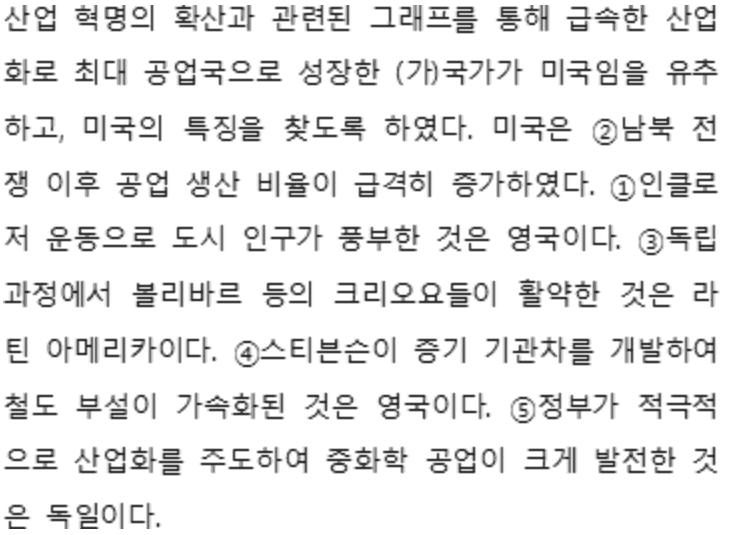 산업 혁명의 확산과 관련된 그래프를 통해 급속한 산업
화로 최대 공업국으로 성장한 (가)국가가 미국임을 유추
하고, 미국의 특징을 찾도록 하였다. 미국은 ②남북 전
쟁 이후 공업 생산 비율이 급격히 증가하였다. ①인클로
저 운동으로 도시 인구가 풍부한 것은 영국이다. ③독립
과정에서 볼리바르 등의 크리오요들이 활약한 것은 라
틴 아메리카이다. ④스티븐슨이 증기 기관차를 개발하여
철도 부설이 가속화된 것은 영국이다. ⑤정부가 적극적
으로 산업화를 주도하여 중화학 공업이 크게 발전한 것
은 독일이다.